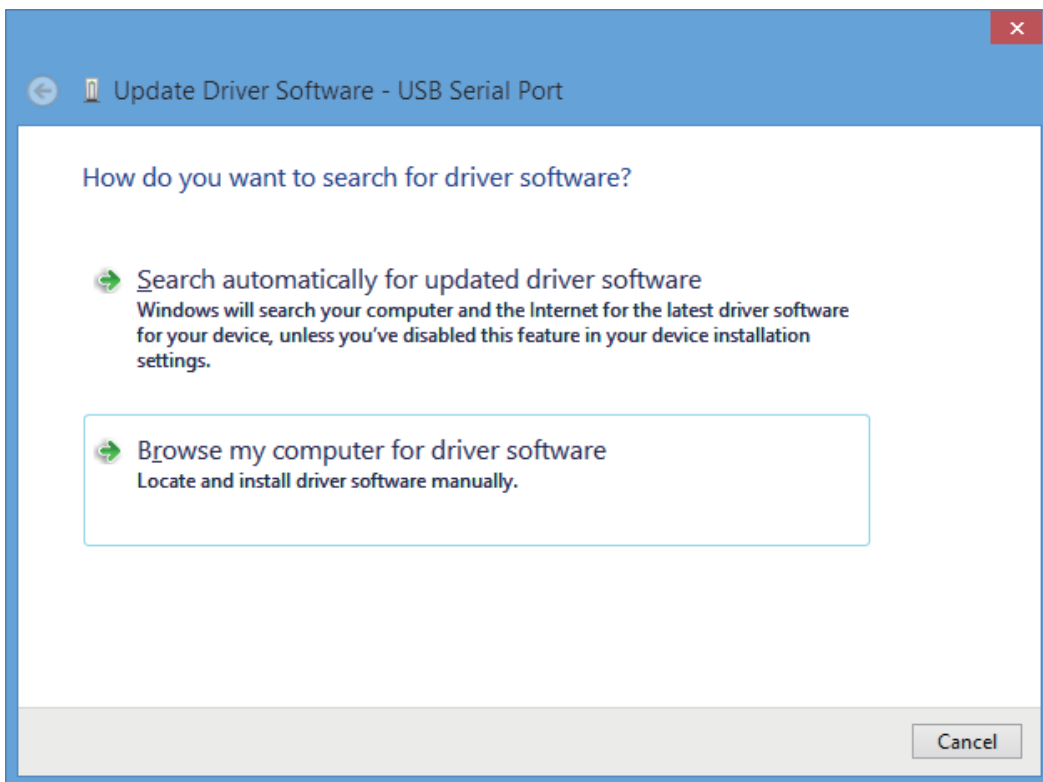 Update Driver Software - USB Serial Port
How do you want to search for driver software?
Search automatically for updated driver software
Windows will search your computer and the Internet for the latest driver software
for your device, unless you've disabled this feature in your device installation
settings.
Browse my computer for driver software
Locate and install driver software manually.
Cancel